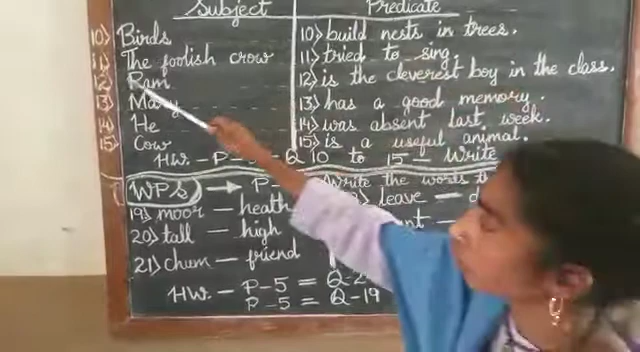 Subject Predicate
10) Birds 10) build nests in trees.
11) The foolish crow 11) tried to sing.
12) Ram 12) is the cleverest boy in the class.
13) Mary 13) has a good memory.
14) He 14) was absent last week.
15) Cow 15) is a useful animal.
HW. - P- Q 10 to 15 - Write
WPS → P- Write the words
19) moor - heath leave -
20) tall - high
21) chum - friend
HW. - P-5 = Q-2
P-5 = Q-19